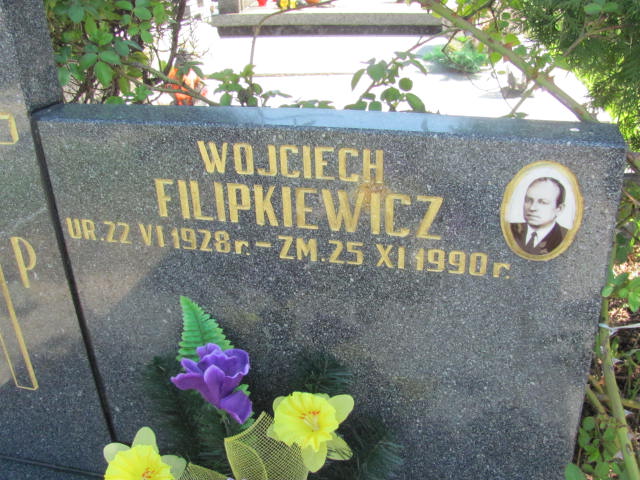 WOJCIECH
FILIPKIEWICZ
UR. 22 VI 1928 r. – ZM. 25 XI 1990 r.
P